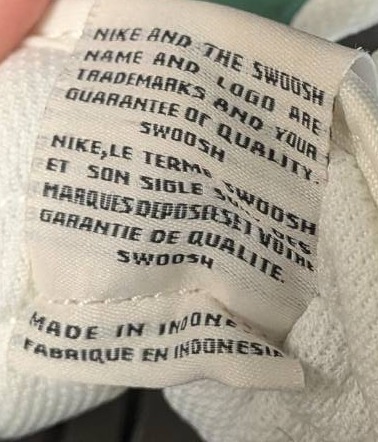 NIKE AND THE SWOOSH
NAME AND LOGO ARE
TRADEMARKS AND YOUR
GUARANTEE OF QUALITY.
SWOOSH
NIKE,LE TERME SWOOSH
ET SON SIGLE DES
MARQUES DEPOSEES ET VOTRE
GARANTIE DE QUALITE.
SWOOSH
MADE IN
FABRIQUE EN INDONESIA